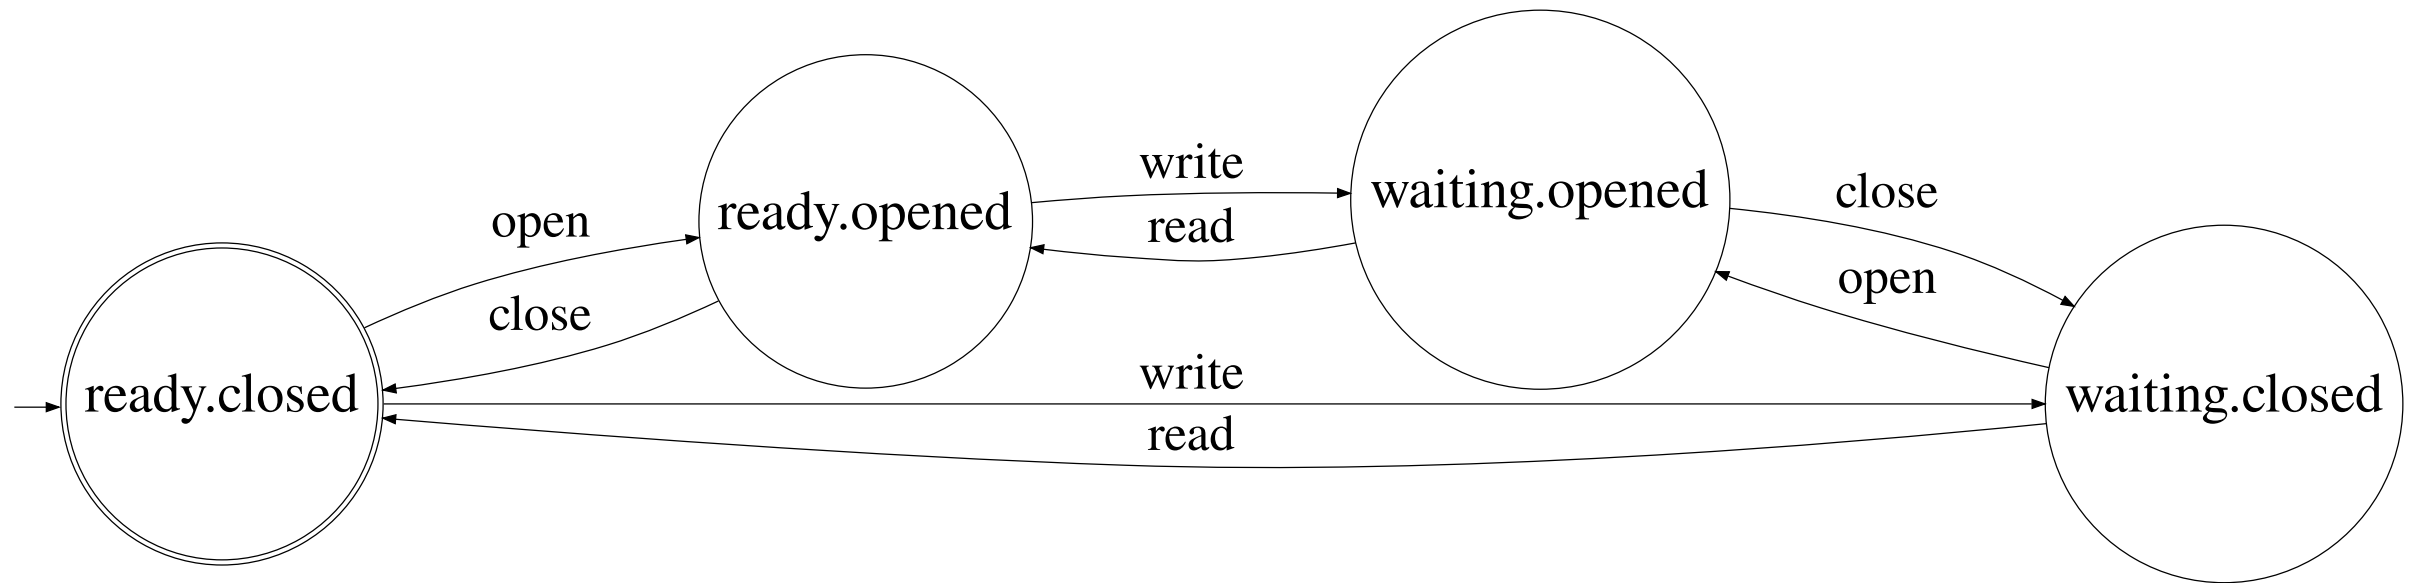 ready.closed
open
close
ready.opened
write
read
waiting.opened
close
open
write
read
waiting.closed